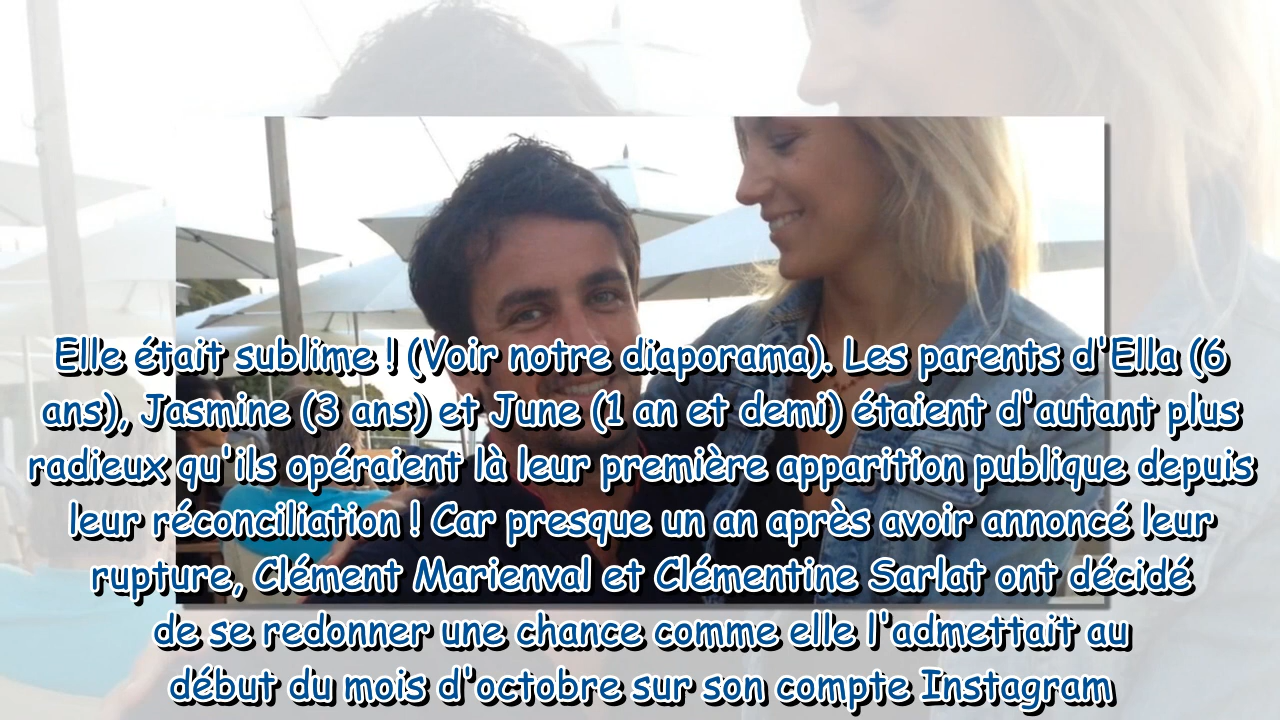 Elle était sublime ! (Voir notre diaporama). Les parents d'Ella (6
ans), Jasmine (3 ans) et June (1 an et demi) étaient d'autant plus
radieux qu'ils opéraient là leur première apparition publique depuis
leur réconciliation ! Car presque un an après avoir annoncé leur
rupture, Clément Marienval et Clémentine Sarlat ont décidé
de se redonner une chance comme elle l'admettait au
début du mois d'octobre sur son compte Instagram